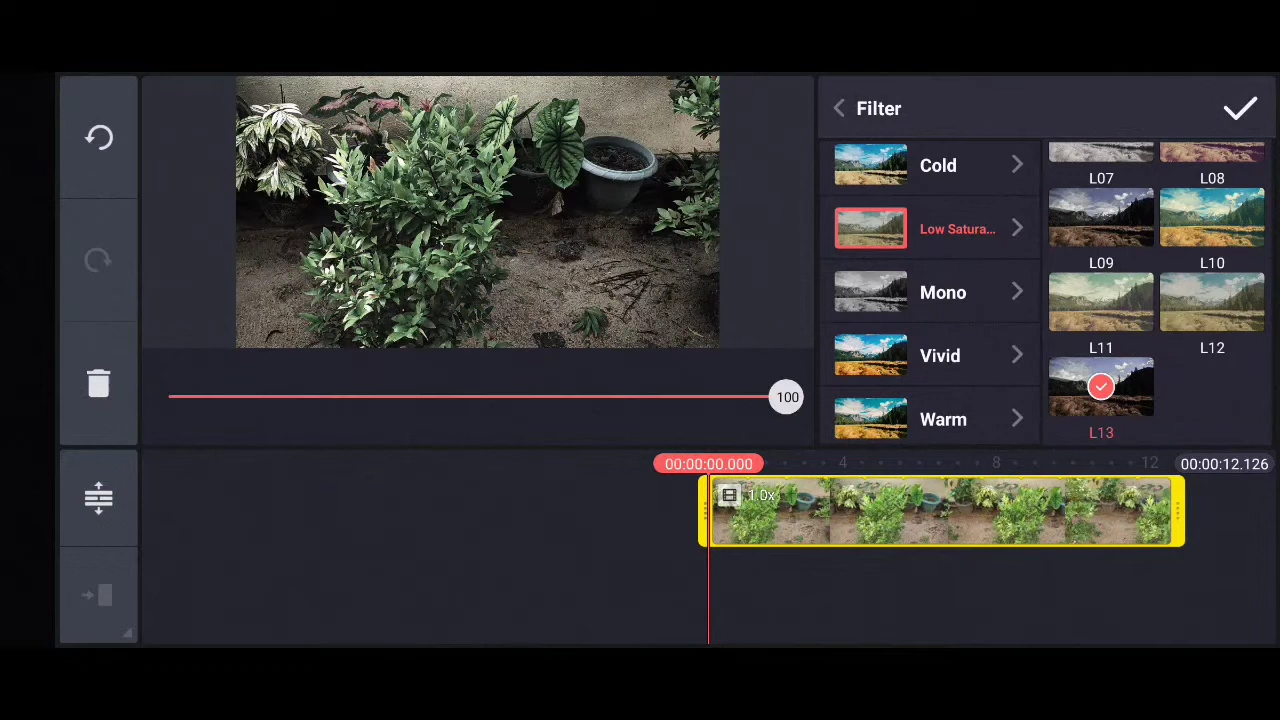 Filter
Cold
Low Satura...
Mono
Vivid
Warm
L07
L08
L09
L10
L11
L12
L13
100
00:00:00.000
4
8
12
00:00:12.126
1.0x